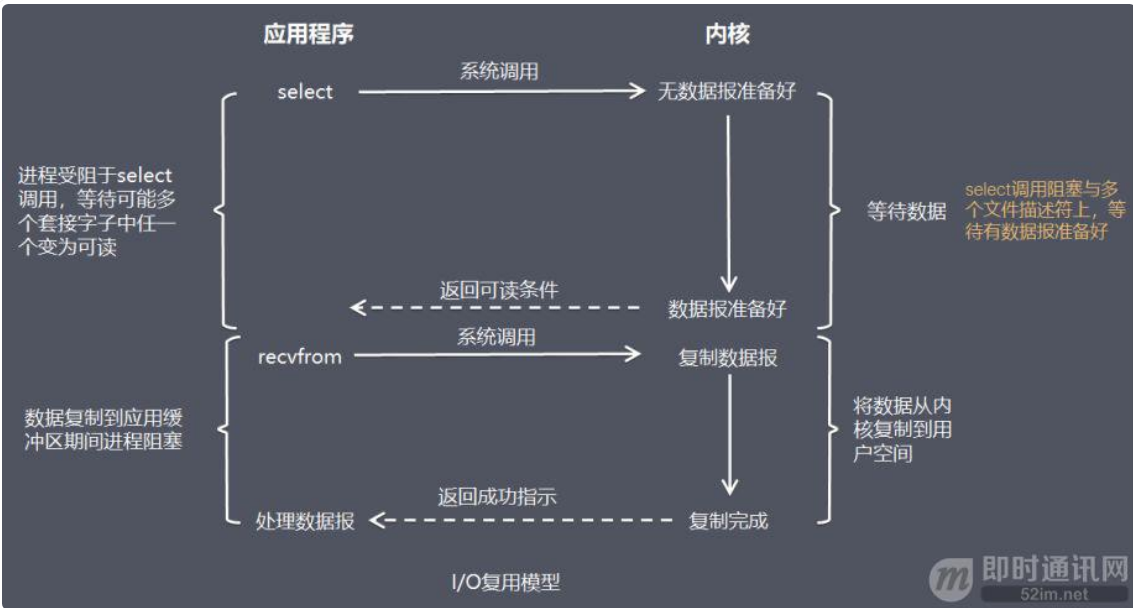 应用程序
内核
select
系统调用
无数据报准备好
进程受阻于select
调用，等待可能多
个套接字子中任一
个变为可读
等待数据
select调用阻塞与多
个文件描述符上，等
待有数据报准备好
返回可读条件
数据报准备好
recvfrom
系统调用
复制数据报
数据复制到应用缓
冲区期间进程阻塞
将数据从内
核复制到用
户空间
返回成功指示
处理数据报
复制完成
I/O复用模型
即时通讯网
52im.net